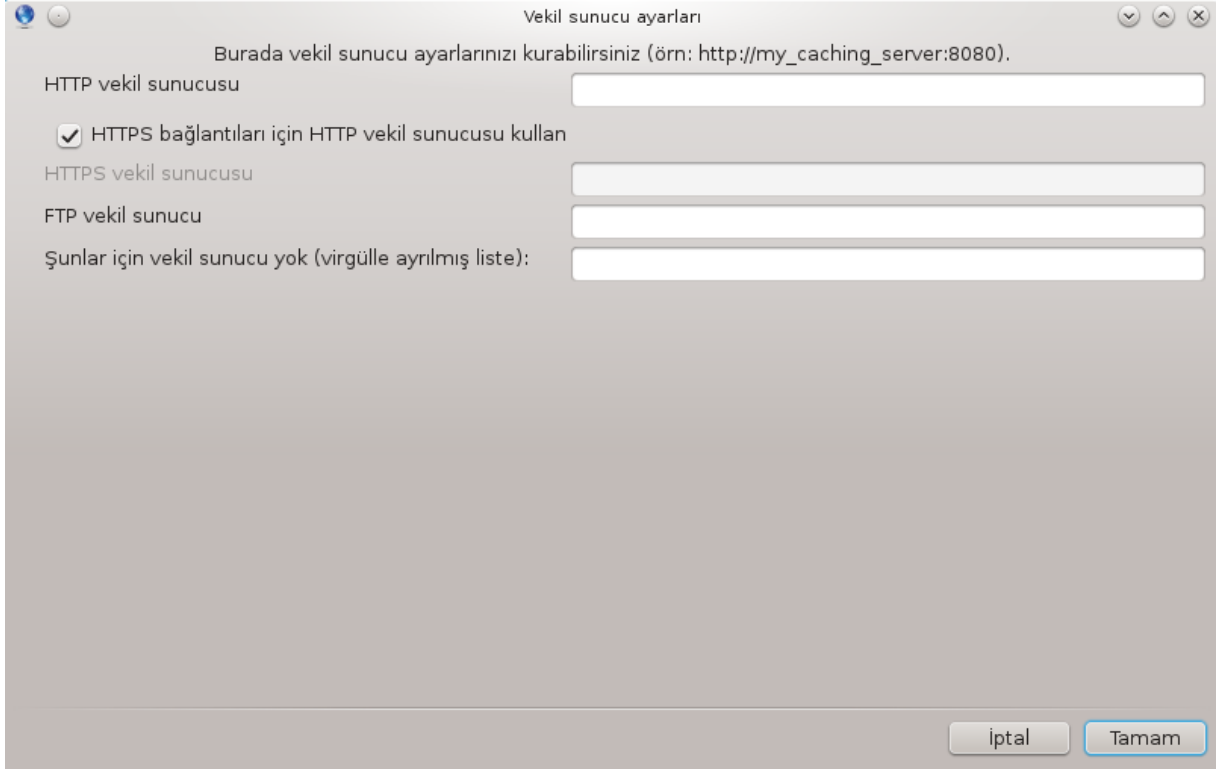 Vekil sunucu ayarları
Burada vekil sunucu ayarlarınızı kurabilirsiniz (örn: http://my_caching_server:8080).
HTTP vekil sunucusu
HTTPS bağlantıları için HTTP vekil sunucusu kullan
HTTPS vekil sunucusu
FTP vekil sunucu
Şunlar için vekil sunucu yok (virgülle ayrılmış liste):
İptal
Tamam